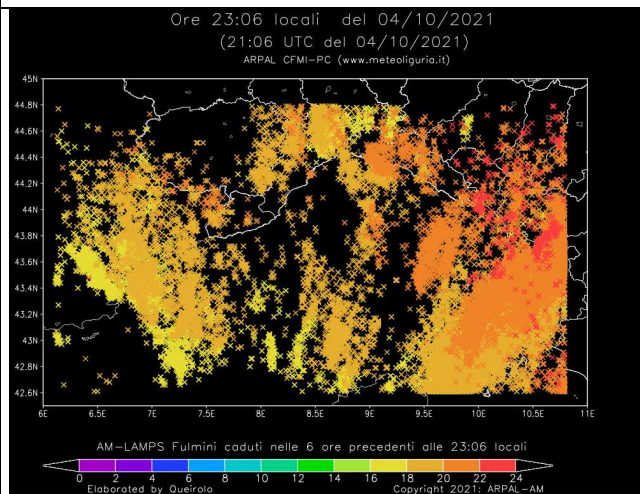 Ore 23:06 locali del 04/10/2021
(21:06 UTC del 04/10/2021)
ARPAL CFMI-PC (www.meteoliguria.it)
45N
44.8N
44.6N
44.4N
44.2N
44N
43.8N
43.6N
43.4N
43.2N
43N
42.8N
42.6N
6E 6.5E 7E 7.5E 8E 8.5E 9E 9.5E 10E 10.5E 11E
AM-LAMPS Fulmini caduti nelle 6 ore precedenti alle 23:06 locali
0 2 4 6 8 10 12 14 16 18 20 22 24
Elaborated by Queirolo Copyright 2021: ARPAL-AM